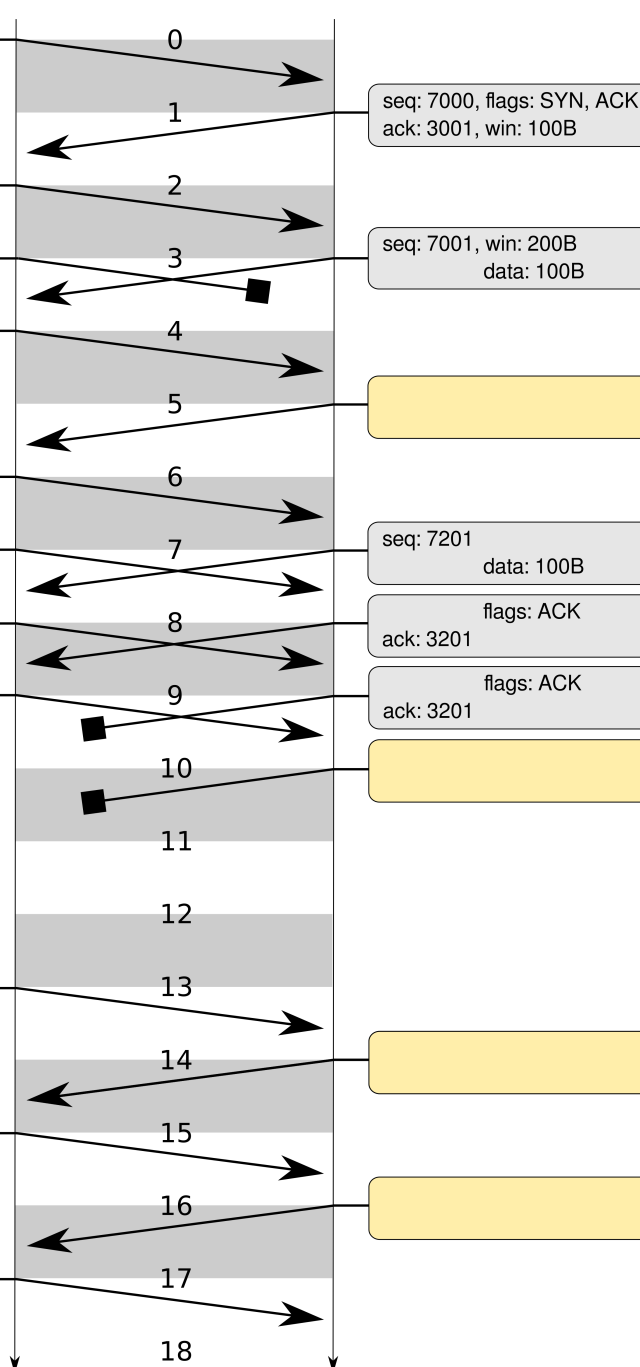 0
1
seq: 7000, flags: SYN, ACK
ack: 3001, win: 100B
2
3
seq: 7001, win: 200B
data: 100B
4
5
6
7
seq: 7201
data: 100B
8
flags: ACK
ack: 3201
9
flags: ACK
ack: 3201
10
11
12
13
14
15
16
17
18